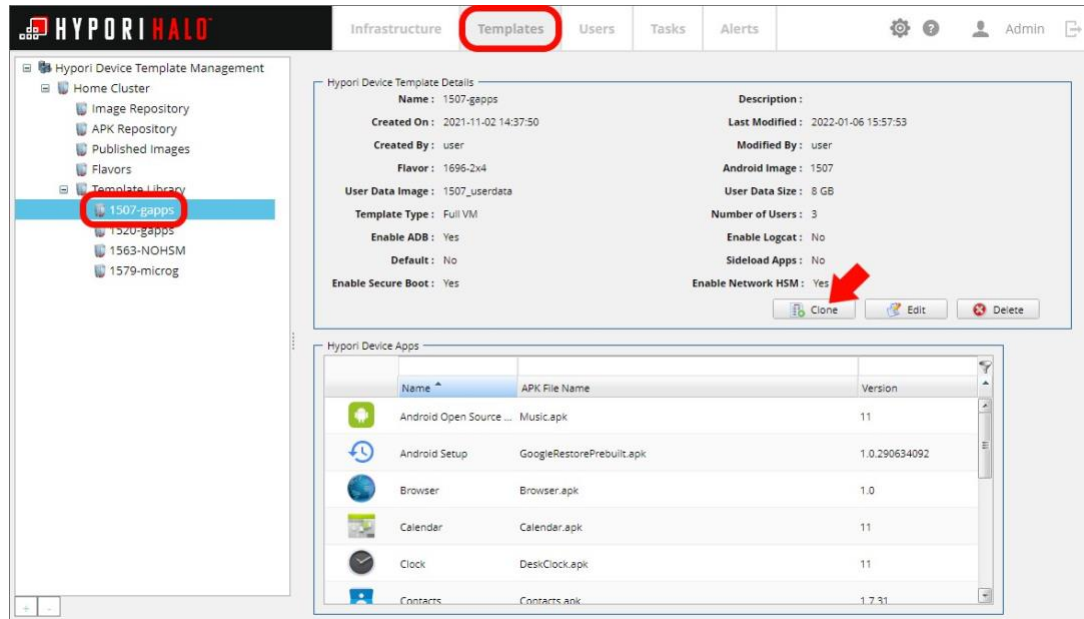 HYPORI HALO
Infrastructure Templates Users Tasks Alerts Admin
Hypori Device Template Management
Home Cluster
Image Repository
APK Repository
Published Images
Flavors
Template Library
1507-gapps
1520-gapps
1563-NOHSM
1579-microg
+ -
Hypori Device Template Details
Name : 1507-gapps Description :
Created On : 2021-11-02 14:37:50 Last Modified : 2022-01-06 15:57:53
Created By : user Modified By : user
Flavor : 1696-2x4 Android Image : 1507
User Data Image : 1507_userdata User Data Size : 8 GB
Template Type : Full VM Number of Users : 3
Enable ADB : Yes Enable Logcat : No
Default : No Sideload Apps : No
Enable Secure Boot : Yes Enable Network HSM : Yes
Clone Edit Delete
Hypori Device Apps
Name APK File Name Version
Android Open Source ... Music.apk 11
Android Setup GoogleRestorePrebuilt.apk 1.0.290634092
Browser Browser.apk 1.0
Calendar Calendar.apk 11
Clock DeskClock.apk 11
Contacts Contacts.apk 1.7.31